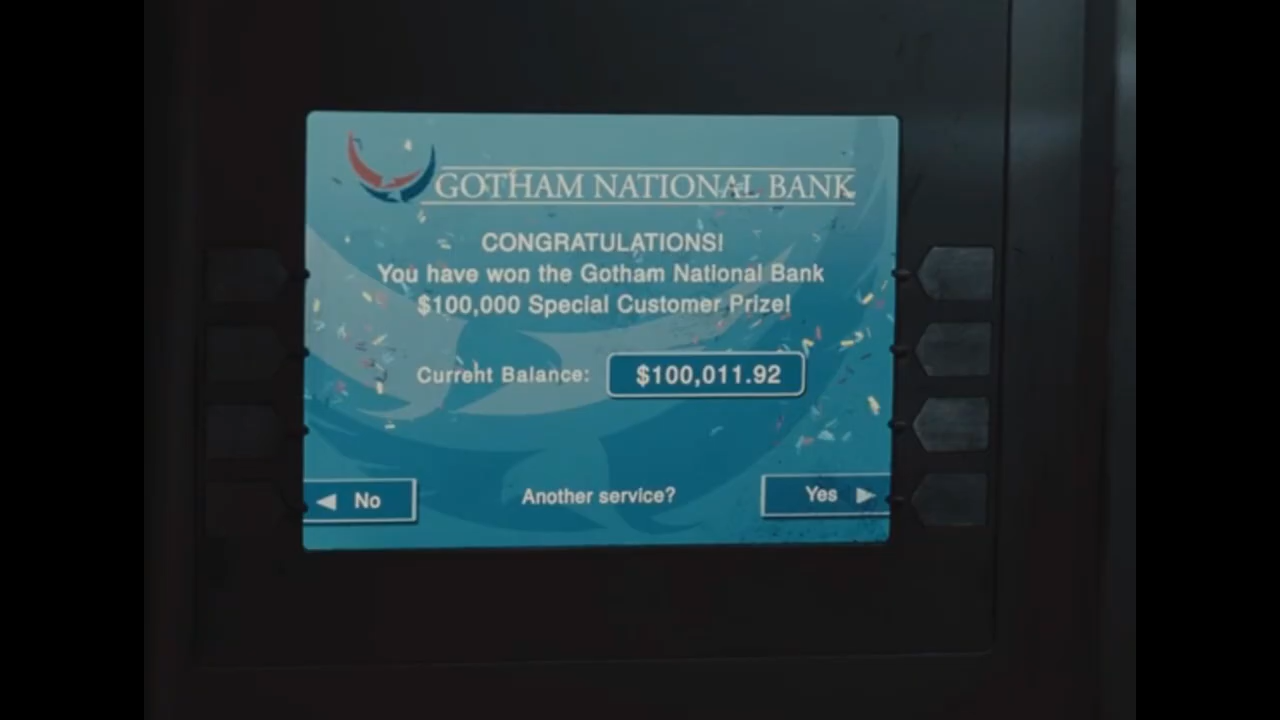 GOTHAM NATIONAL BANK
CONGRATULATIONS!
You have won the Gotham National Bank
$100,000 Special Customer Prize!
Current Balance: $100,011.92
No Another service? Yes